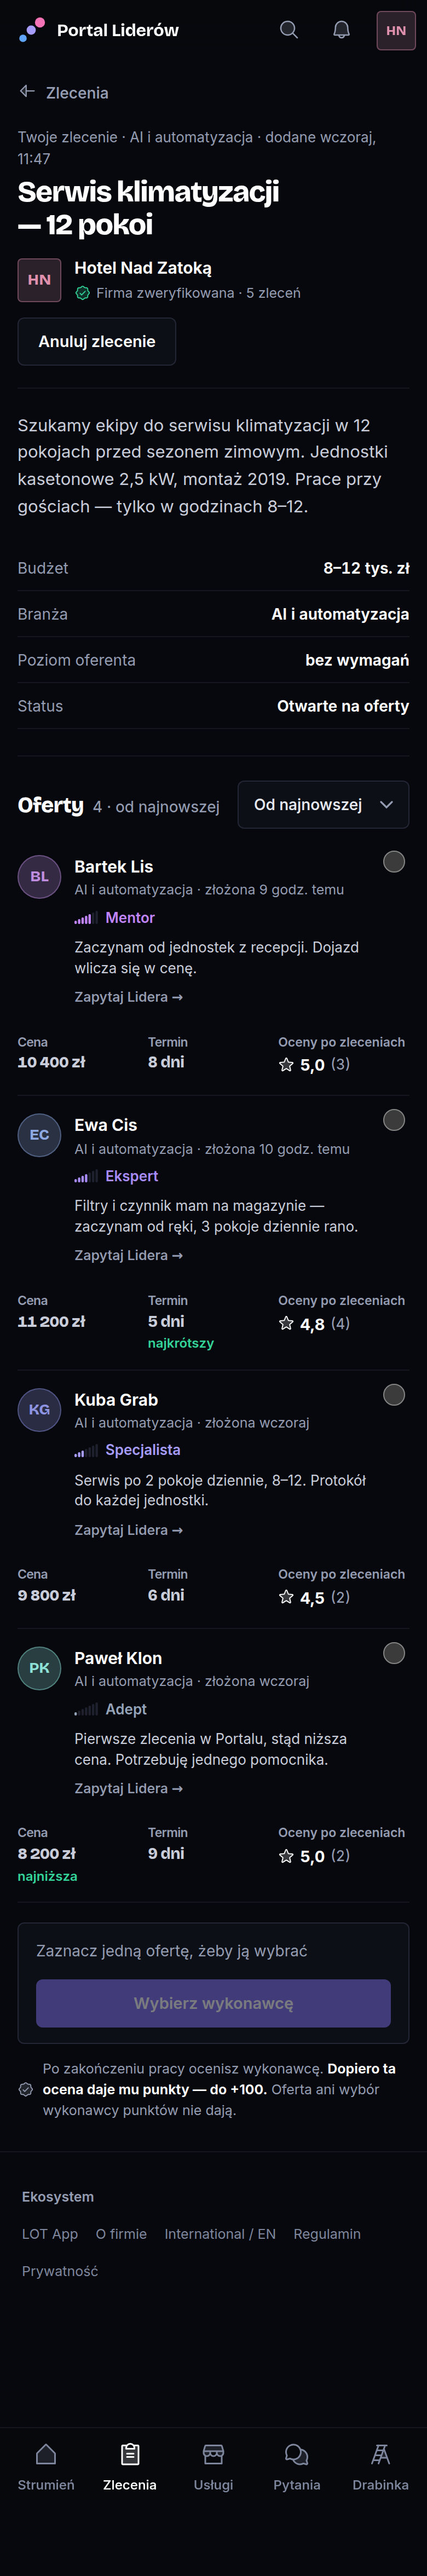 Portal Liderów
HN
Zlecenia
Twoje zlecenie · AI i automatyzacja · dodane wczoraj,
11:47
Serwis klimatyzacji
— 12 pokoi
HN
Hotel Nad Zatoką
Firma zweryfikowana · 5 zleceń
Anuluj zlecenie
Szukamy ekipy do serwisu klimatyzacji w 12
pokojach przed sezonem zimowym. Jednostki
kasetonowe 2,5 kW, montaż 2019. Prace przy
gościach — tylko w godzinach 8–12.
Budżet 8–12 tys. zł
Branża AI i automatyzacja
Poziom oferenta bez wymagań
Status Otwarte na oferty
Oferty 4 · od najnowszej Od najnowszej
BL
Bartek Lis
AI i automatyzacja · złożona 9 godz. temu
Mentor
Zaczynam od jednostek z recepcji. Dojazd
wlicza się w cenę.
Zapytaj Lidera →
Cena Termin Oceny po zleceniach
10 400 zł 8 dni 5,0 (3)
EC
Ewa Cis
AI i automatyzacja · złożona 10 godz. temu
Ekspert
Filtry i czynnik mam na magazynie —
zaczynam od ręki, 3 pokoje dziennie rano.
Zapytaj Lidera →
Cena Termin Oceny po zleceniach
11 200 zł 5 dni 4,8 (4)
najkrótszy
KG
Kuba Grab
AI i automatyzacja · złożona wczoraj
Specjalista
Serwis po 2 pokoje dziennie, 8–12. Protokół
do każdej jednostki.
Zapytaj Lidera →
Cena Termin Oceny po zleceniach
9 800 zł 6 dni 4,5 (2)
PK
Paweł Klon
AI i automatyzacja · złożona wczoraj
Adept
Pierwsze zlecenia w Portalu, stąd niższa
cena. Potrzebuję jednego pomocnika.
Zapytaj Lidera →
Cena Termin Oceny po zleceniach
8 200 zł 9 dni 5,0 (2)
najniższa
Zaznacz jedną ofertę, żeby ją wybrać
Wybierz wykonawcę
Po zakończeniu pracy ocenisz wykonawcę. Dopiero ta
ocena daje mu punkty — do +100. Oferta ani wybór
wykonawcy punktów nie dają.
Ekosystem
LOT App O firmie International / EN Regulamin
Prywatność
Strumień Zlecenia Usługi Pytania Drabinka